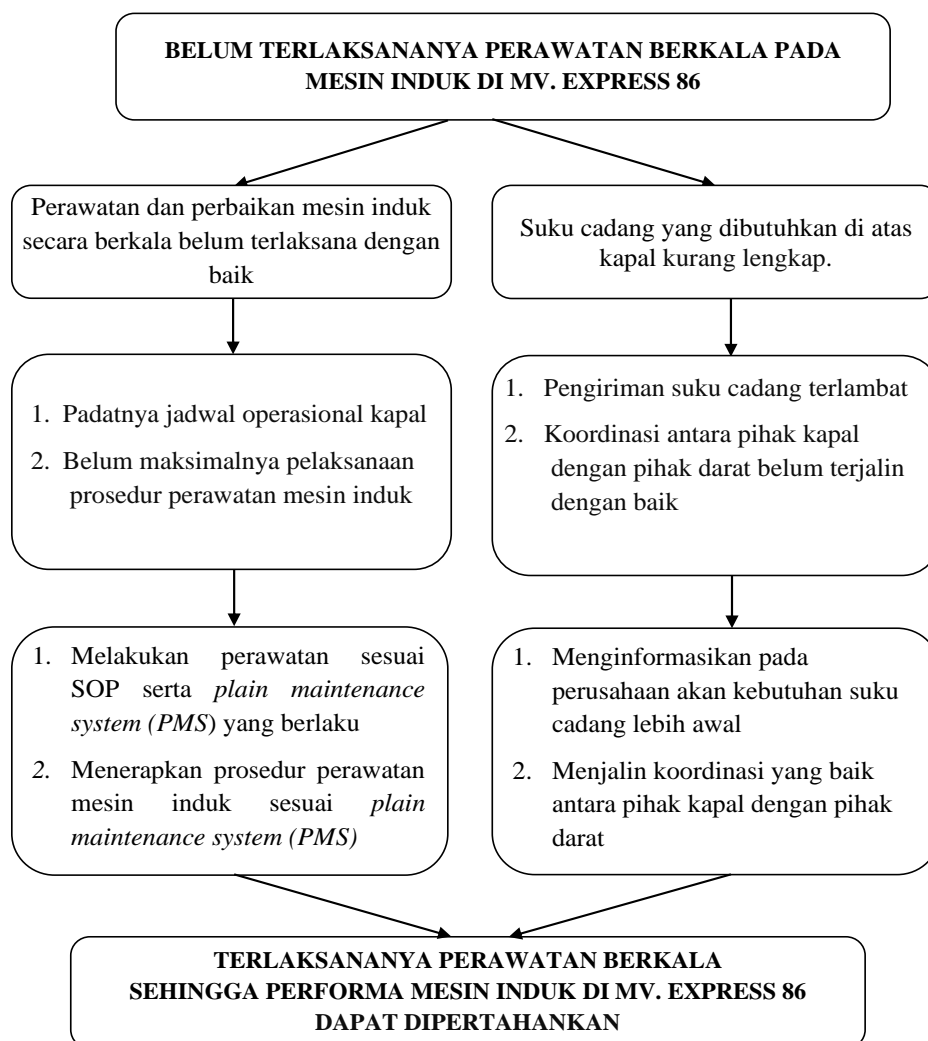 BELUM TERLAKSANANYA PERAWATAN BERKALA PADA
MESIN INDUK DI MV. EXPRESS 86
Perawatan dan perbaikan mesin induk
secara berkala belum terlaksana dengan
baik
Suku cadang yang dibutuhkan di atas
kapal kurang lengkap.
1. Padatnya jadwal operasional kapal
2. Belum maksimalnya pelaksanaan
prosedur perawatan mesin induk
1. Pengiriman suku cadang terlambat
2. Koordinasi antara pihak kapal
dengan pihak darat belum terjalin
dengan baik
1. Melakukan perawatan sesuai
SOP serta plain maintenance
system (PMS) yang berlaku
2. Menerapkan prosedur perawatan
mesin induk sesuai plain
maintenance system (PMS)
1. Menginformasikan pada
perusahaan akan kebutuhan suku
cadang lebih awal
2. Menjalin koordinasi yang baik
antara pihak kapal dengan pihak
darat
TERLAKSANANYA PERAWATAN BERKALA
SEHINGGA PERFORMA MESIN INDUK DI MV. EXPRESS 86
DAPAT DIPERTAHANKAN